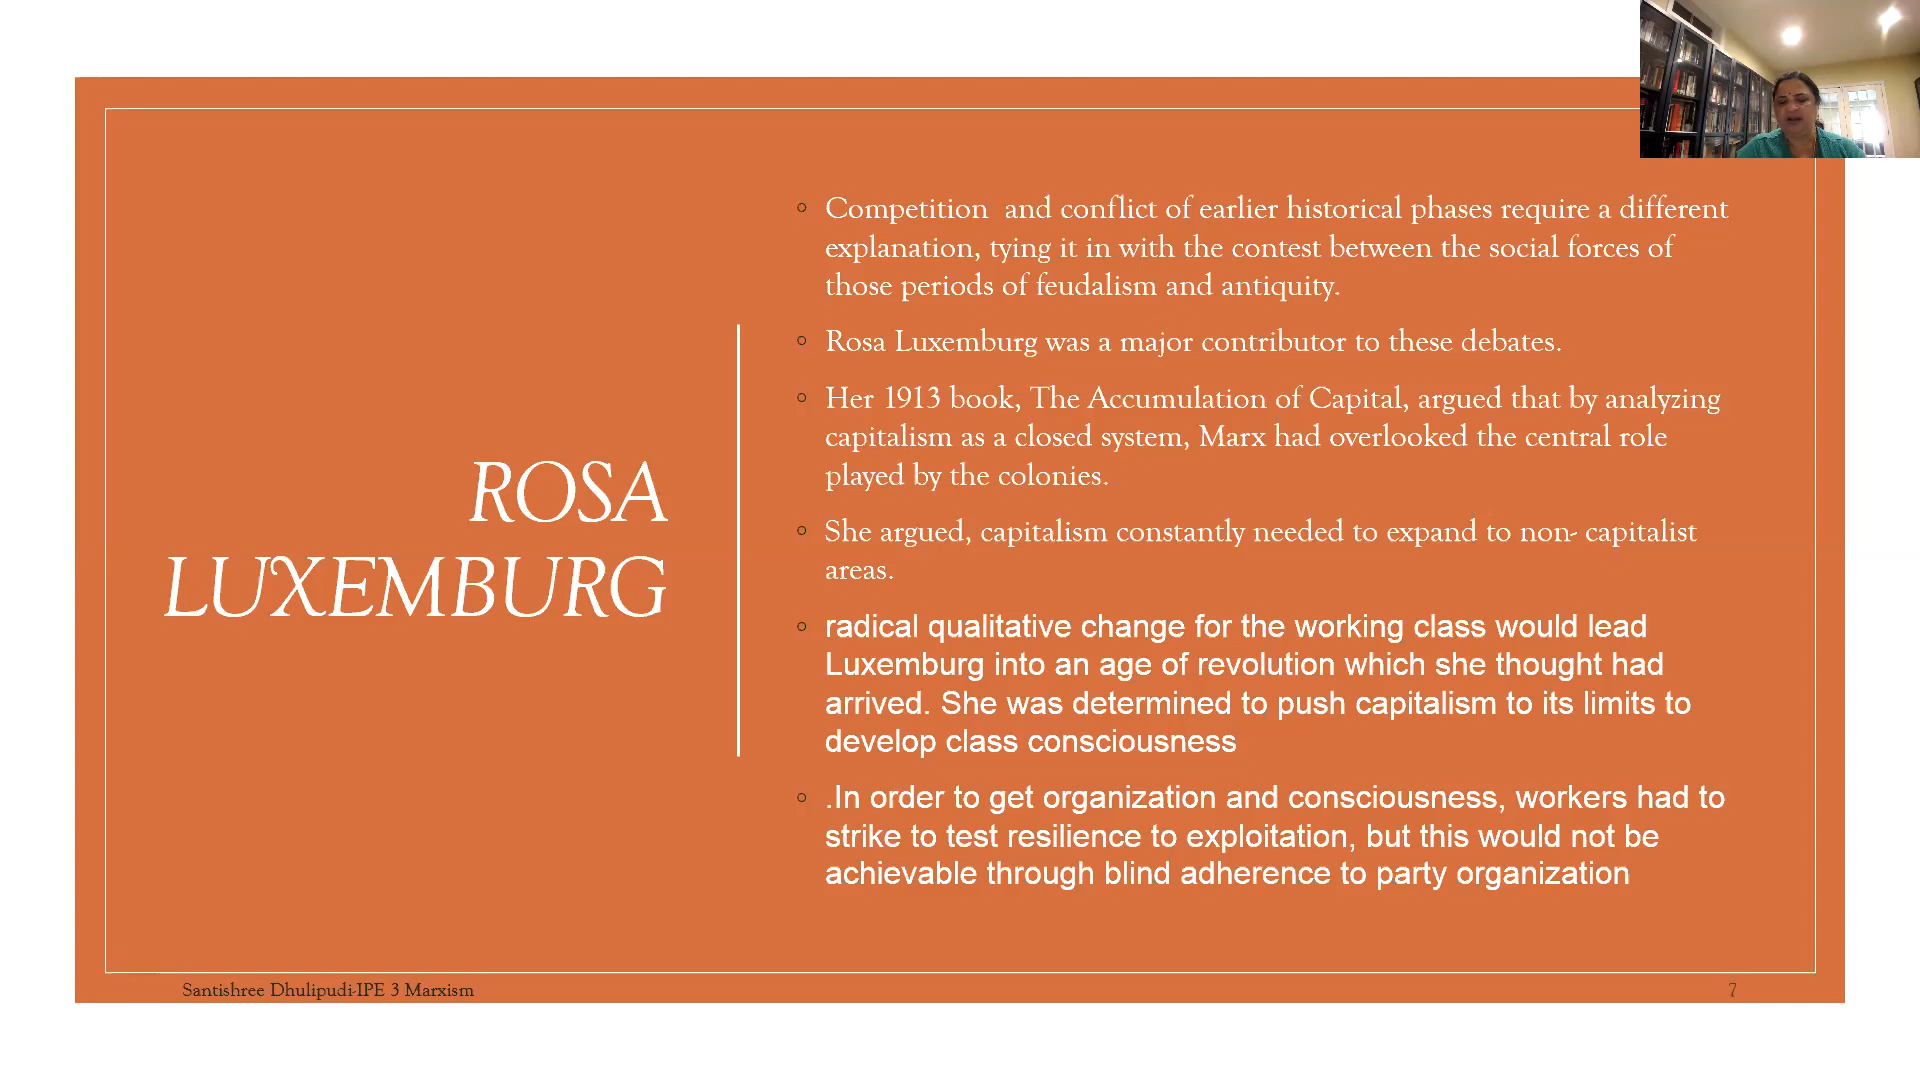 ROSA
LUXEMBURG
◦ Competition  and conflict of earlier historical phases require a different
explanation, tying it in with the contest between the social forces of
those periods of feudalism and antiquity.
◦ Rosa Luxemburg was a major contributor to these debates.
◦ Her 1913 book, The Accumulation of Capital, argued that by analyzing
capitalism as a closed system, Marx had overlooked the central role
played by the colonies.
◦ She argued, capitalism constantly needed to expand to non- capitalist
areas.
◦ radical qualitative change for the working class would lead
Luxemburg into an age of revolution which she thought had
arrived. She was determined to push capitalism to its limits to
develop class consciousness
◦ .In order to get organization and consciousness, workers had to
strike to test resilience to exploitation, but this would not be
achievable through blind adherence to party organization
Santishree Dhulipudi-IPE 3 Marxism
7